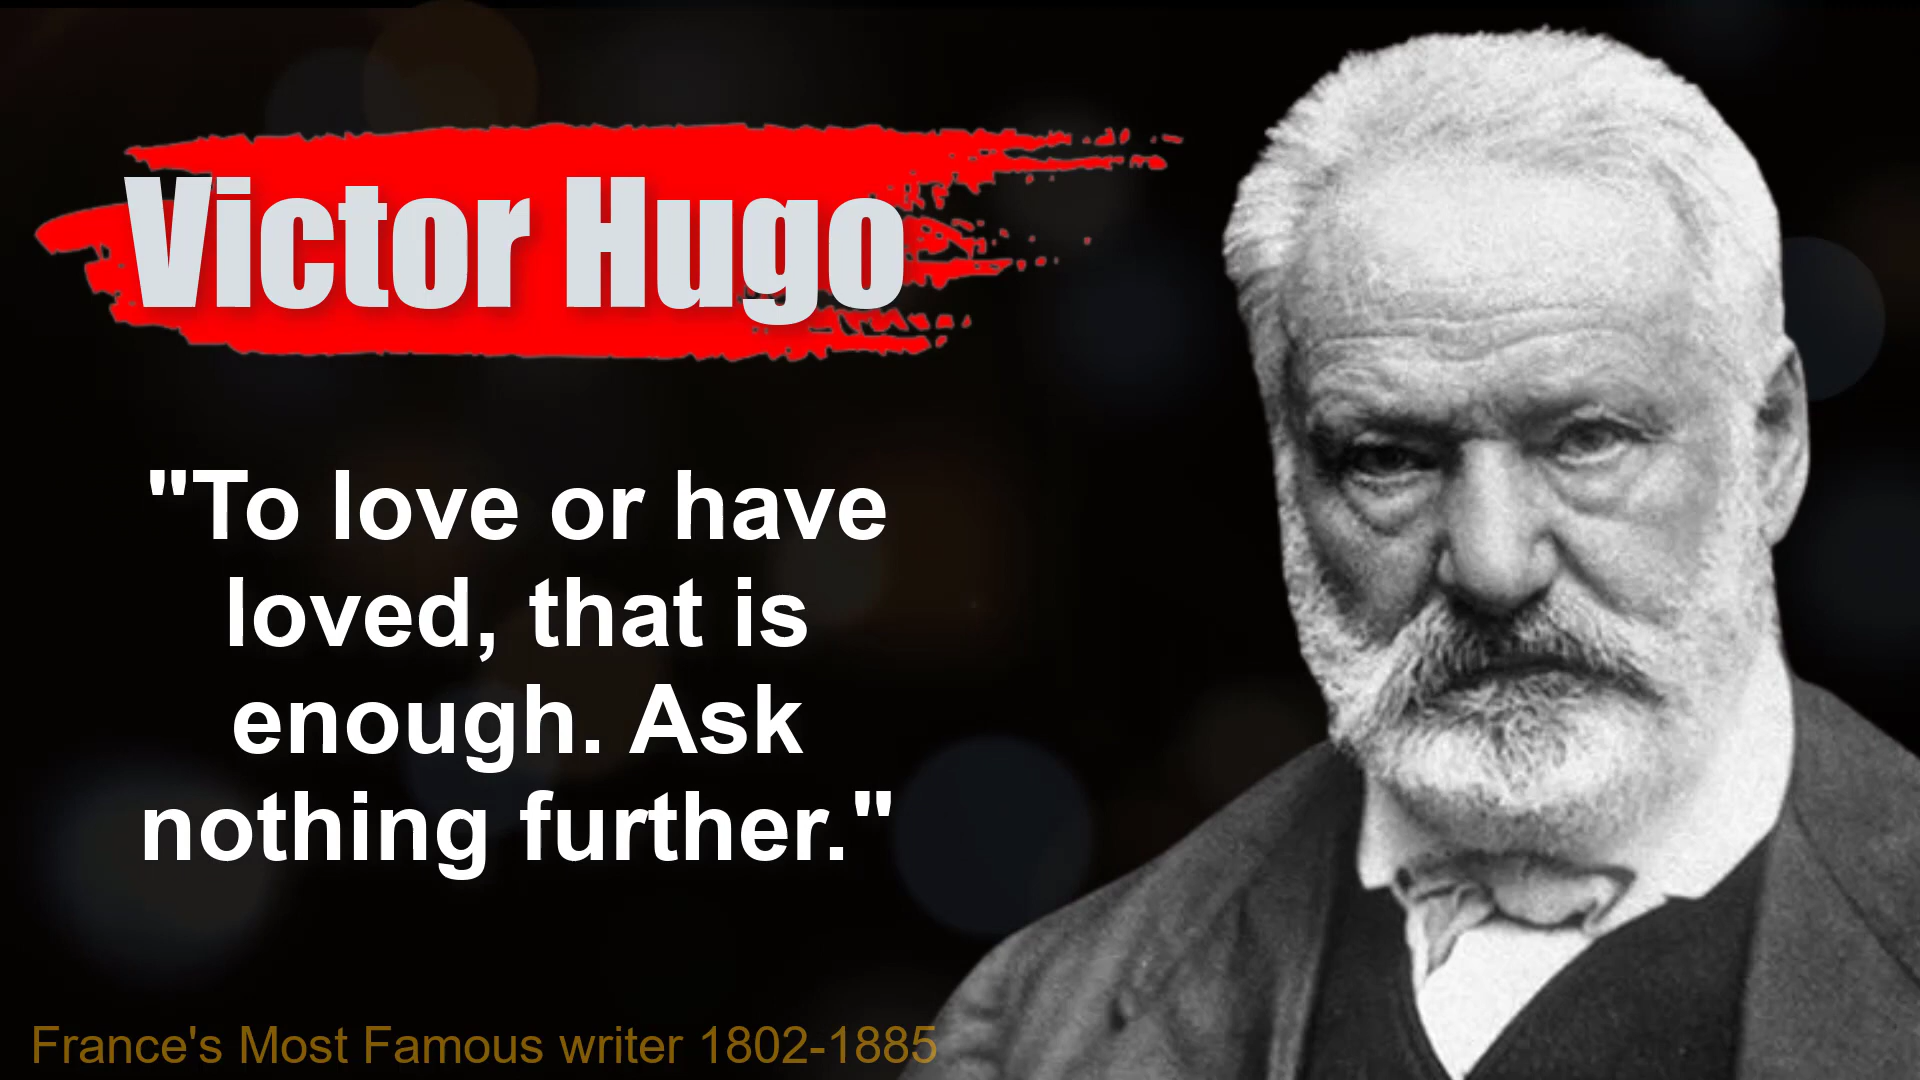 Victor Hugo
"To love or have
loved, that is
enough. Ask
nothing further."
France's Most Famous writer 1802-1885